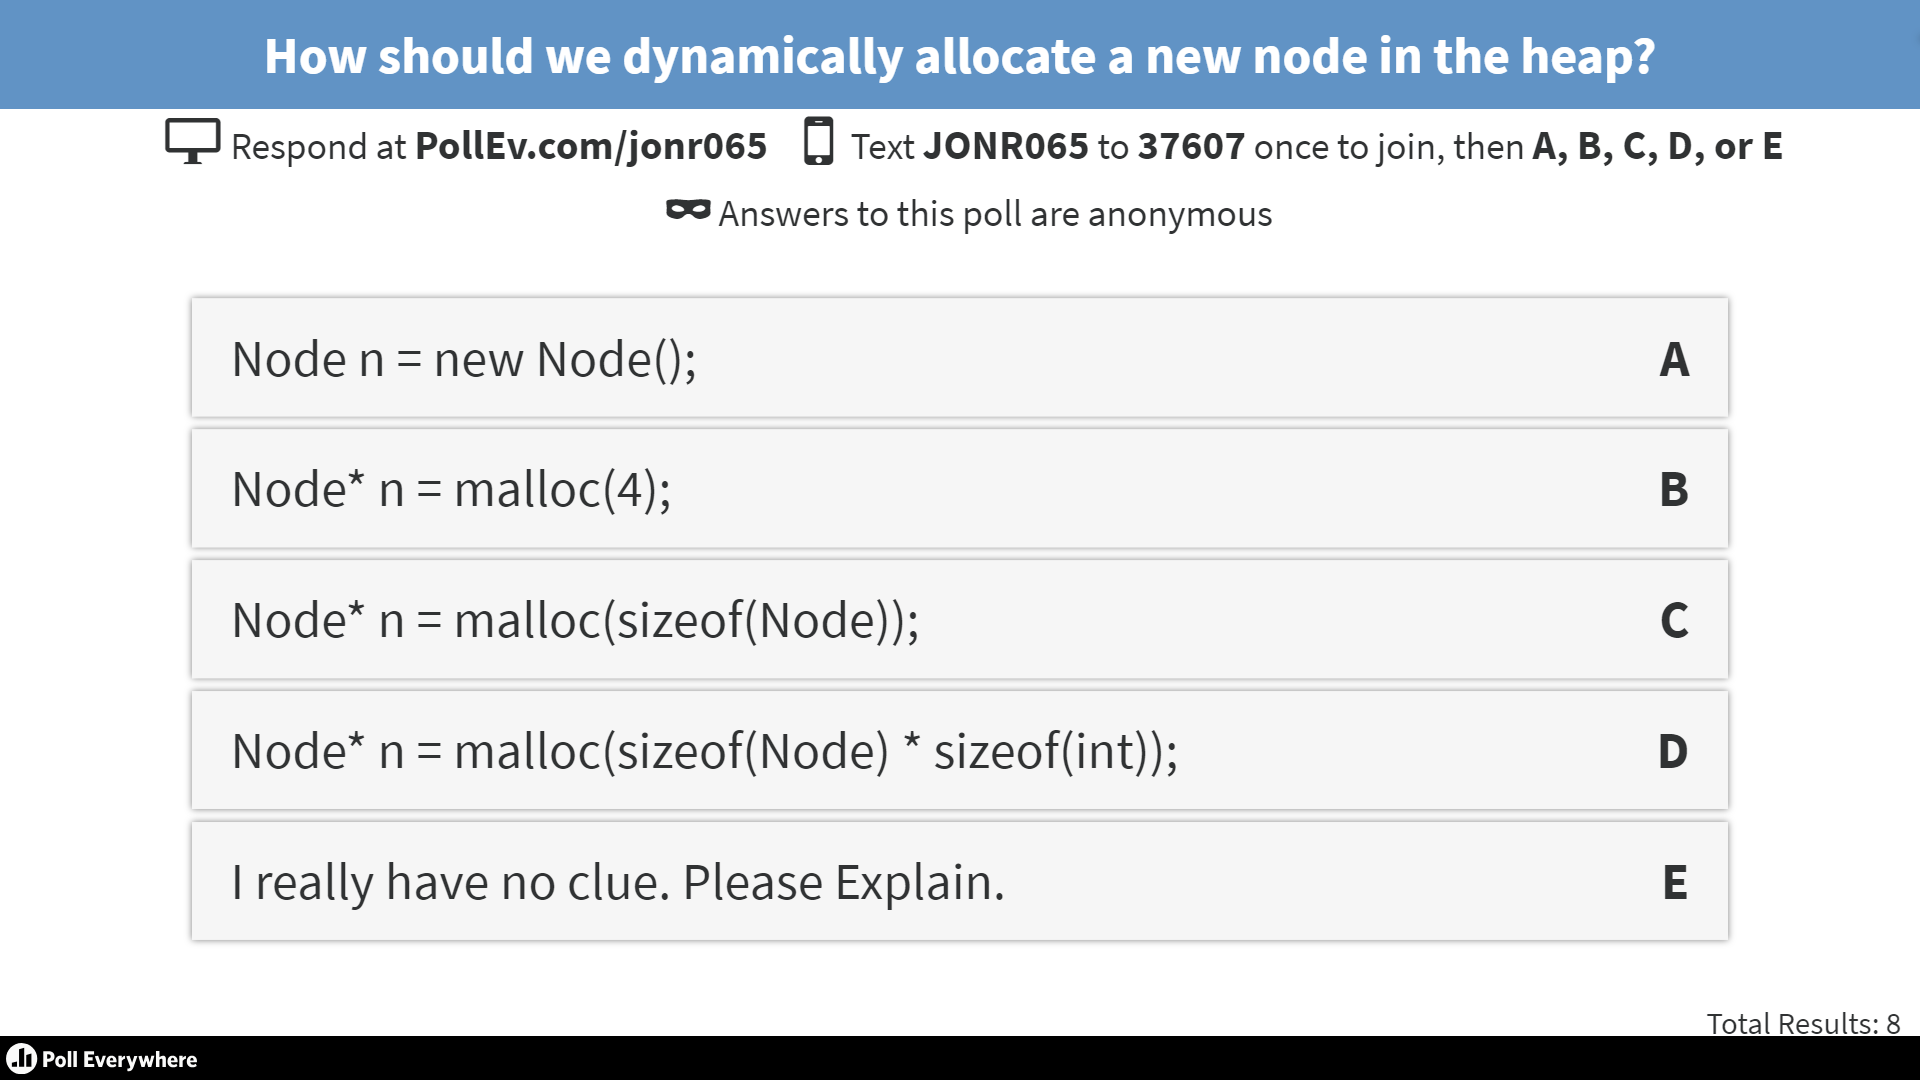 How should we dynamically allocate a new node in the heap?
Respond at PollEv.com/jonr065 Text JONR065 to 37607 once to join, then A, B, C, D, or E
Answers to this poll are anonymous
Node n = new Node(); A
Node* n = malloc(4); B
Node* n = malloc(sizeof(Node)); C
Node* n = malloc(sizeof(Node) * sizeof(int)); D
I really have no clue. Please Explain. E
Total Results: 8
Poll Everywhere